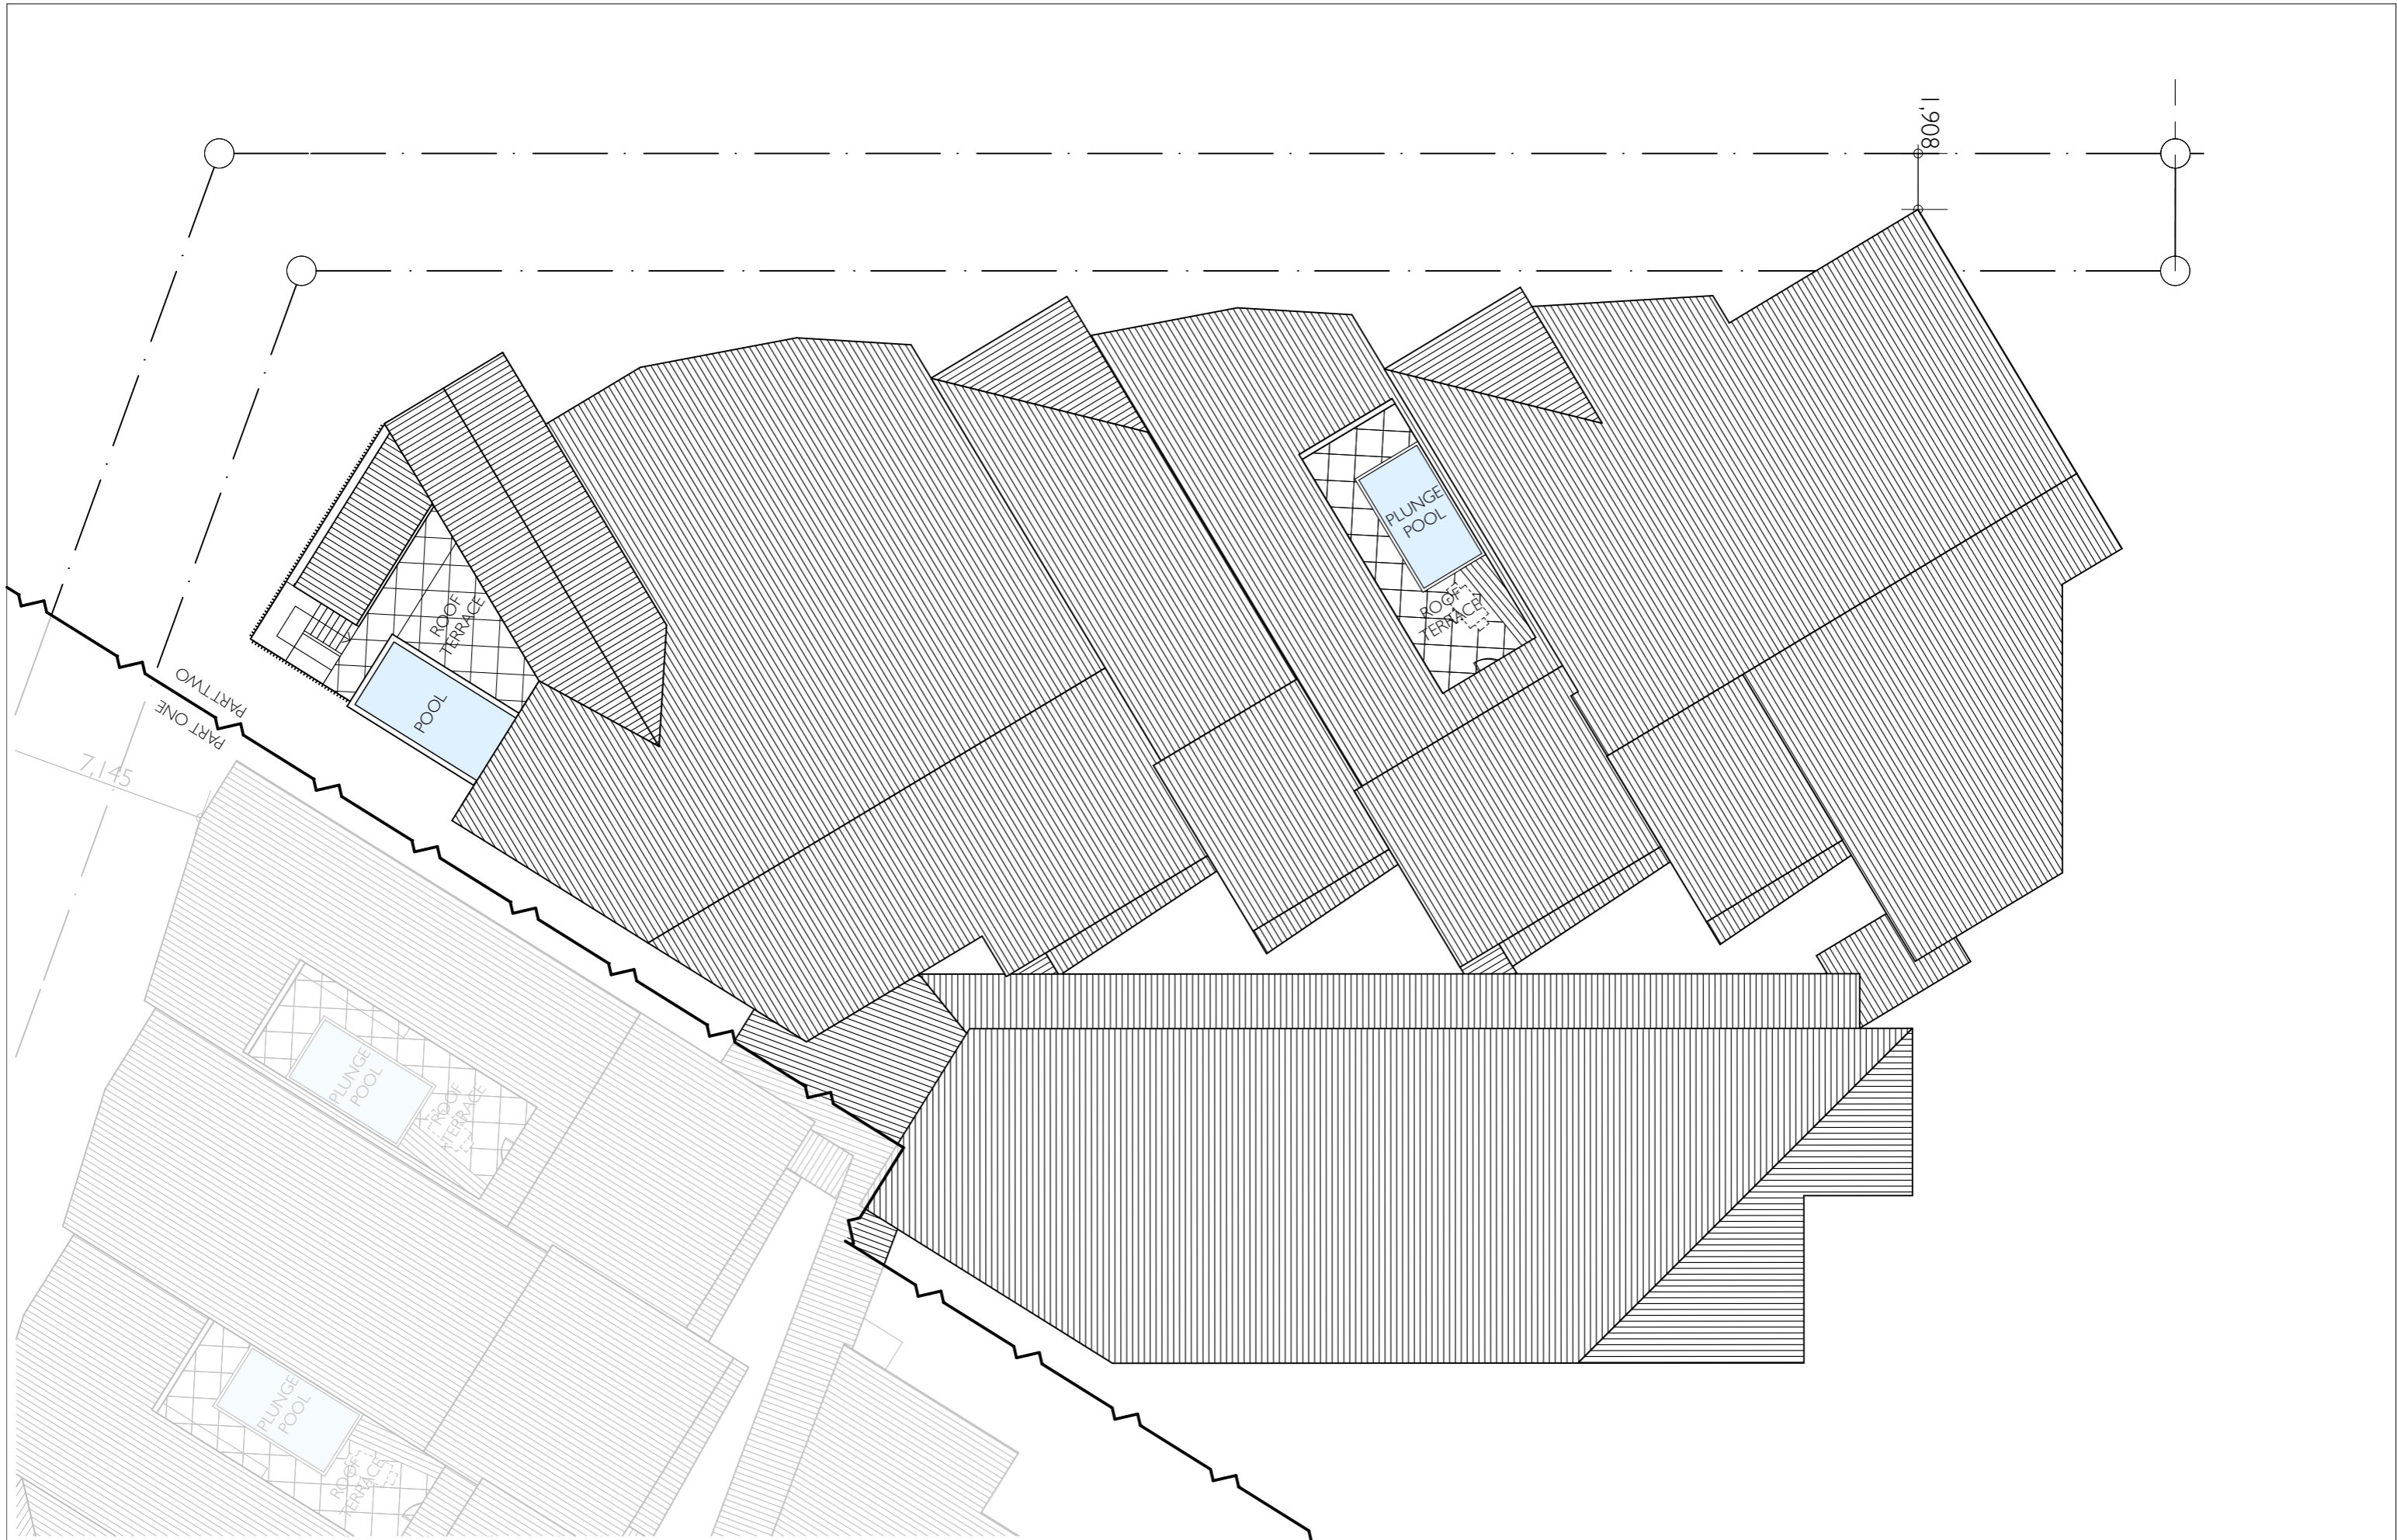 1,908
PLUNGE
POOL
ROOF
TERRACE
ROOF
TERRACE
POOL
PART TWO
PART ONE
7,145
PLUNGE
POOL
ROOF
TERRACE
PLUNGE
POOL
ROOF
TERRACE